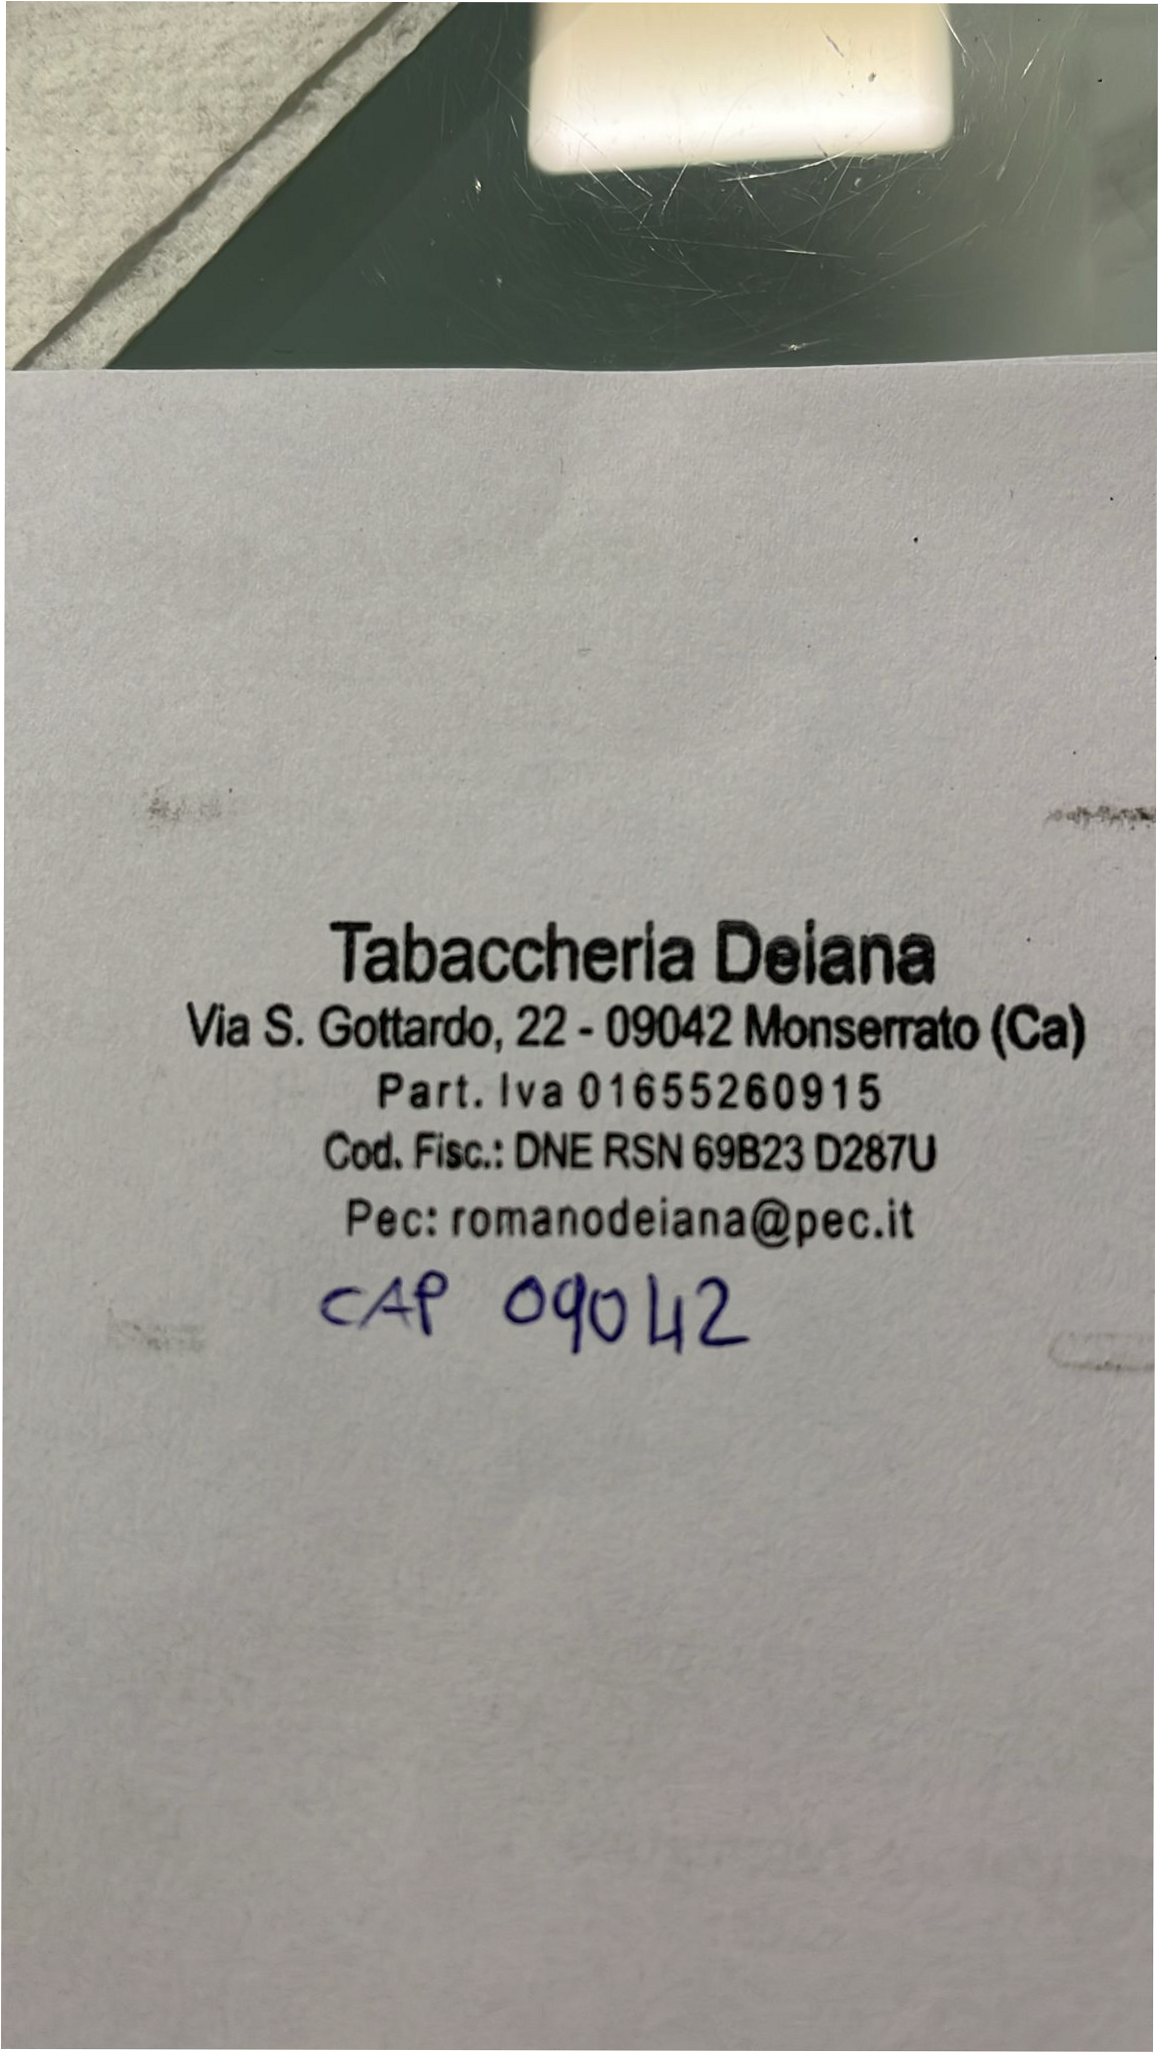 Tabaccheria Deiana
Via S. Gottardo, 22 - 09042 Monserrato (Ca)
Part. Iva 01655260915
Cod. Fisc.: DNE RSN 69B23 D287U
Pec: romanodeiana@pec.it
CAP 09042